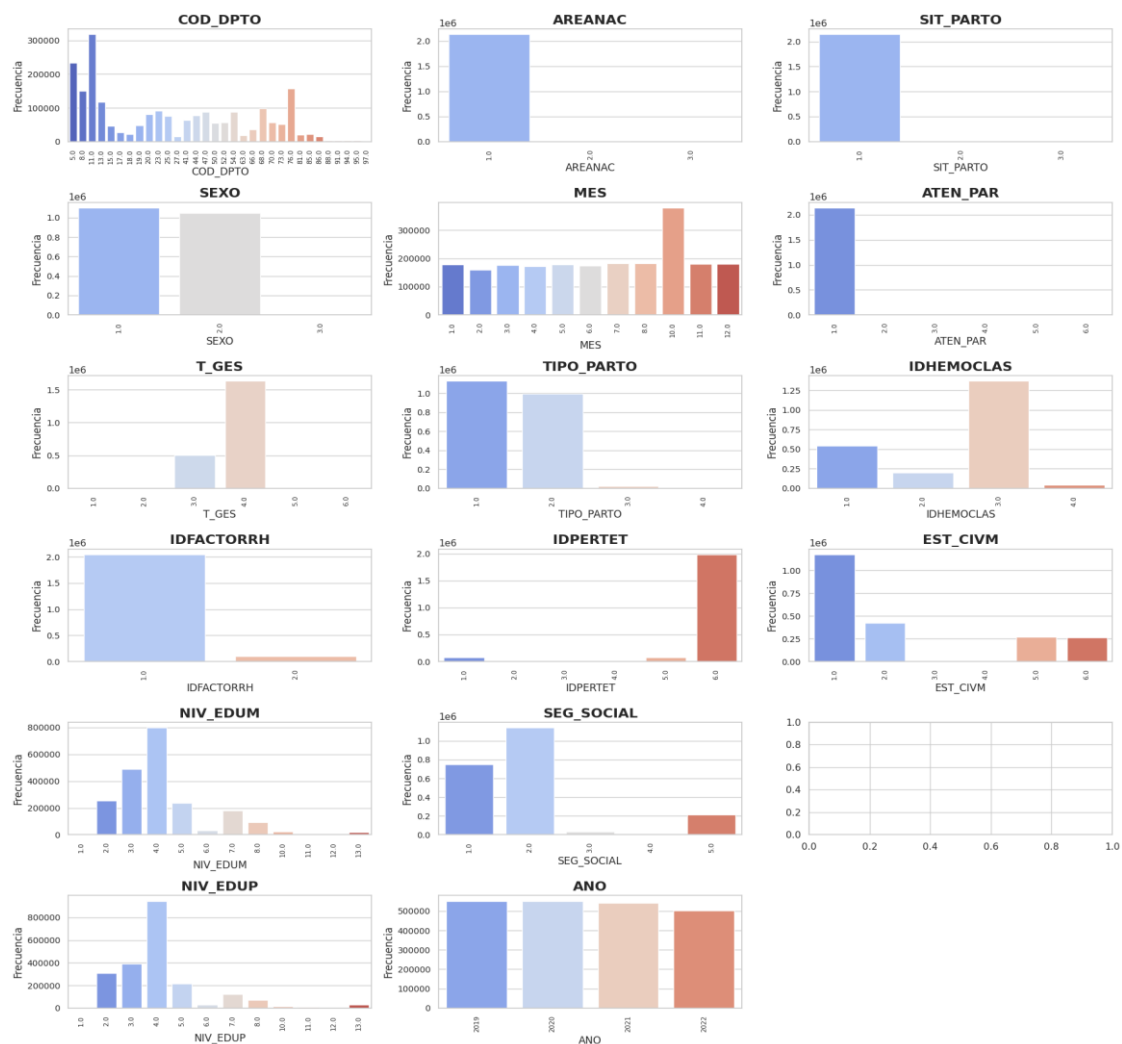 COD_DPTO
300000
200000
100000
0
Frecuencia
5.0 8.0 11.0 13.0 15.0 17.0 18.0 19.0 20.0 23.0 25.0 27.0 41.0 44.0 47.0 50.0 52.0 54.0 63.0 66.0 68.0 70.0 73.0 76.0 81.0 85.0 86.0 88.0 91.0 94.0 95.0 97.0
COD_DPTO
AREANAC
1e6
2.0
1.5
1.0
0.5
0.0
Frecuencia
1.0 2.0 3.0
AREANAC
SIT_PARTO
1e6
2.0
1.5
1.0
0.5
0.0
Frecuencia
1.0 2.0 3.0
SIT_PARTO
SEXO
1e6
1.0
0.8
0.6
0.4
0.2
0.0
Frecuencia
1.0 2.0 3.0
SEXO
MES
300000
200000
100000
0
Frecuencia
1.0 2.0 3.0 4.0 5.0 6.0 7.0 8.0 10.0 11.0 12.0
MES
ATEN_PAR
1e6
2.0
1.5
1.0
0.5
0.0
Frecuencia
1.0 2.0 3.0 4.0 5.0 6.0
ATEN_PAR
T_GES
1e6
1.5
1.0
0.5
0.0
Frecuencia
1.0 2.0 3.0 4.0 5.0 6.0
T_GES
TIPO_PARTO
1e6
1.0
0.8
0.6
0.4
0.2
0.0
Frecuencia
1.0 2.0 3.0 4.0
TIPO_PARTO
IDHEMOCLAS
1e6
1.25
1.00
0.75
0.50
0.25
0.00
Frecuencia
1.0 2.0 3.0 4.0
IDHEMOCLAS
IDFACTORRH
1e6
2.0
1.5
1.0
0.5
0.0
Frecuencia
1.0 2.0
IDFACTORRH
IDPERTET
1e6
2.0
1.5
1.0
0.5
0.0
Frecuencia
1.0 2.0 3.0 4.0 5.0 6.0
IDPERTET
EST_CIVM
1e6
1.00
0.75
0.50
0.25
0.00
Frecuencia
1.0 2.0 3.0 4.0 5.0 6.0
EST_CIVM
NIV_EDUM
800000
600000
400000
200000
0
Frecuencia
1.0 2.0 3.0 4.0 5.0 6.0 7.0 8.0 10.0 11.0 12.0 13.0
NIV_EDUM
SEG_SOCIAL
1e6
1.0
0.8
0.6
0.4
0.2
0.0
Frecuencia
1.0 2.0 3.0 4.0 5.0
SEG_SOCIAL
1.0
0.8
0.6
0.4
0.2
0.0
0.0 0.2 0.4 0.6 0.8 1.0
NIV_EDUP
800000
600000
400000
200000
0
Frecuencia
1.0 2.0 3.0 4.0 5.0 6.0 7.0 8.0 10.0 11.0 12.0 13.0
NIV_EDUP
ANO
500000
400000
300000
200000
100000
0
Frecuencia
2019 2020 2021 2022
ANO